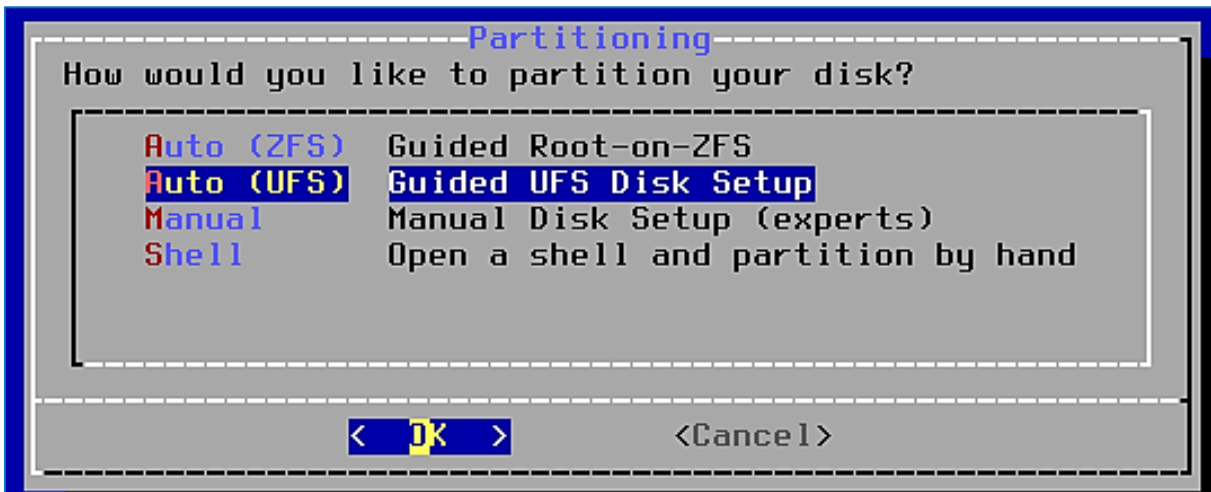 Partitioning
How would you like to partition your disk?
Auto (ZFS) Guided Root-on-ZFS
Auto (UFS) Guided UFS Disk Setup
Manual Manual Disk Setup (experts)
Shell Open a shell and partition by hand
< OK > <Cancel>